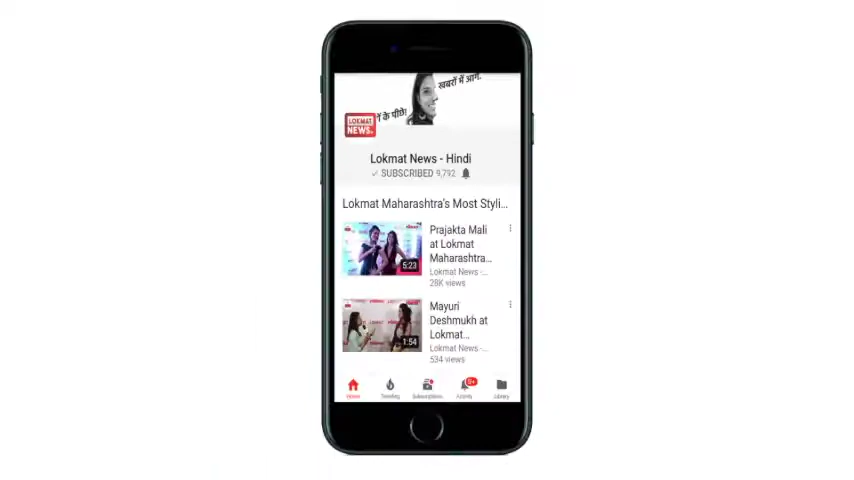 खबरों में आगे.
ों के पीछे!
LOKMAT
NEWS.
Lokmat News - Hindi
✓ SUBSCRIBED 9,792
Lokmat Maharashtra's Most Styli...
Prajakta Mali
at Lokmat
Maharashtra...
Lokmat News -...
28K views
5:23
Mayuri
Deshmukh at
Lokmat...
Lokmat News -...
534 views
1:54
Home Trending Subscriptions Activity Library
9+